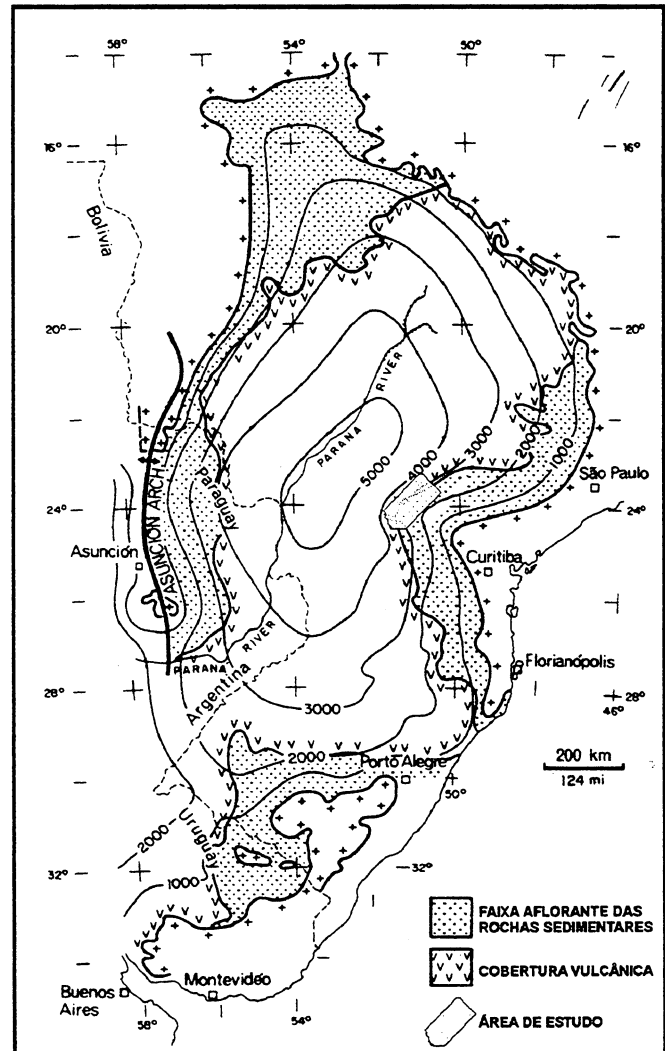 58°
54°
50°
16°
16°
Bolivia
20°
20°
RIVER
PARANA
5000
4000
3000
2000
1000
São Paulo
Paraguay
24°
24°
ASUNCIÓN ARCH
Asunción
Curitiba
RIVER
PARANA
Argentina
Florianópolis
28°
28°
46°
3000
2000
Porto Alegre
50°
200 km
124 mi
2000
Uruguay
1000
32°
32°
FAIXA AFLORANTE DAS
ROCHAS SEDIMENTARES
COBERTURA VULCÂNICA
ÁREA DE ESTUDO
Montevidéo
Buenos
Aires
58°
54°